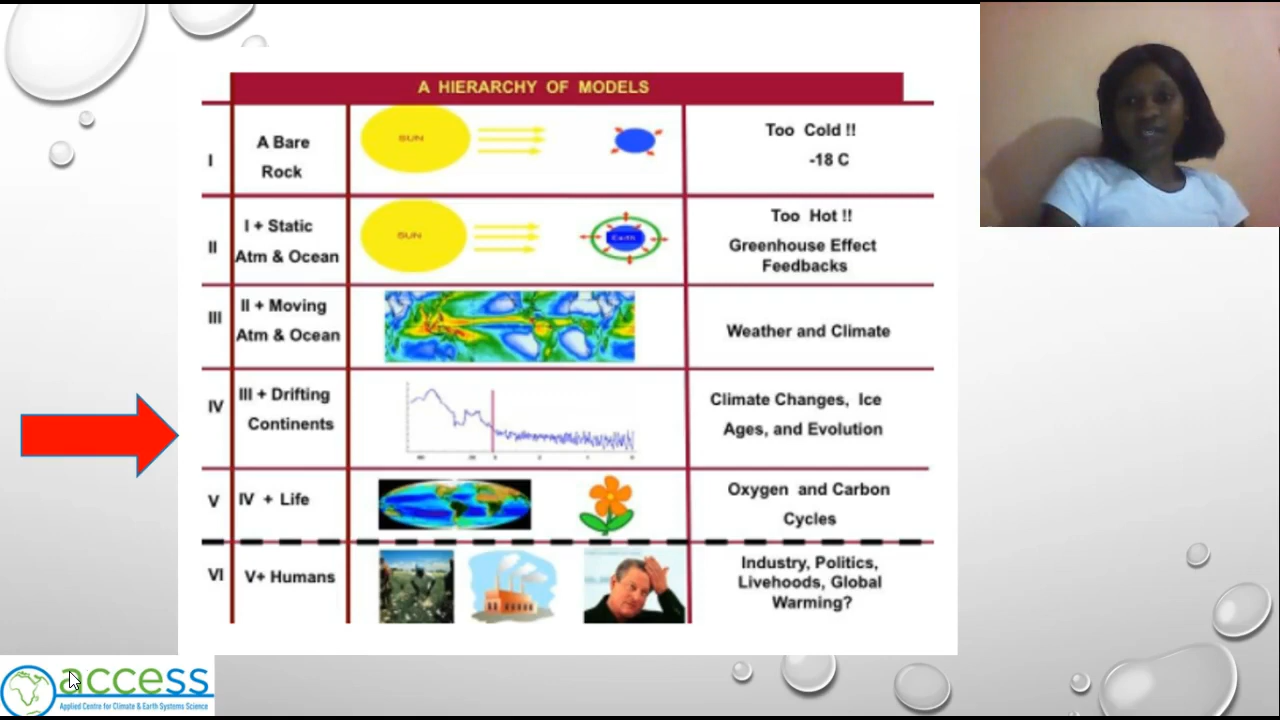 A HIERARCHY OF MODELS
I
A Bare
Rock
SUN
Too Cold !!
-18 C
II
I + Static
Atm & Ocean
SUN
Earth
Too Hot !!
Greenhouse Effect
Feedbacks
III
II + Moving
Atm & Ocean
Weather and Climate
IV
III + Drifting
Continents
Climate Changes, Ice
Ages, and Evolution
V
IV + Life
Oxygen and Carbon
Cycles
VI
V+ Humans
Industry, Politics,
Livehoods, Global
Warming?
access
Applied Centre for Climate & Earth Systems Science